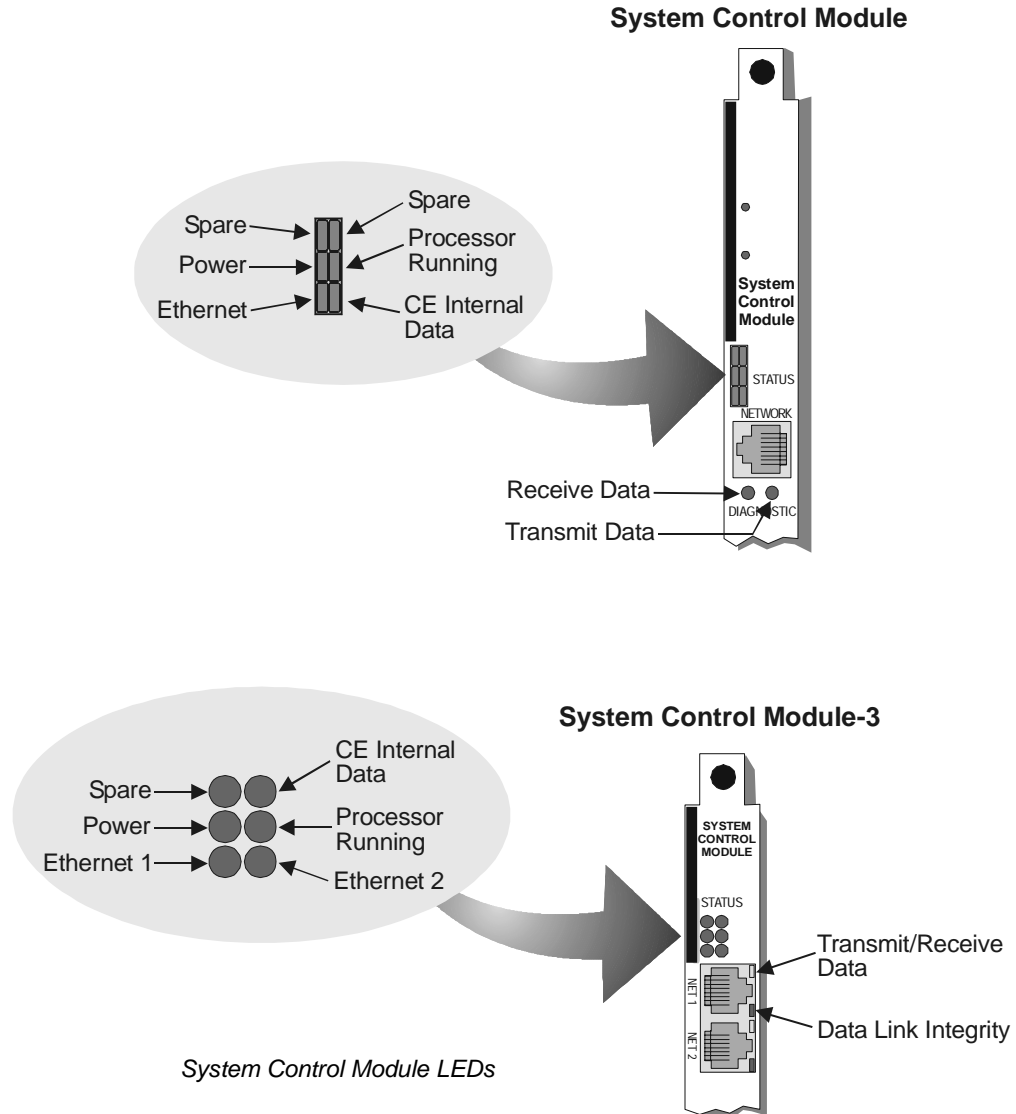 System Control Module
Spare
Power
Ethernet
Spare
Processor
Running
CE Internal
Data
System
Control
Module
STATUS
NETWORK
Receive Data
Transmit Data
DIAGNOSTIC
System Control Module-3
Spare
Power
Ethernet 1
CE Internal
Data
Processor
Running
Ethernet 2
SYSTEM
CONTROL
MODULE
STATUS
NET 1
NET 2
Transmit/Receive
Data
Data Link Integrity
System Control Module LEDs